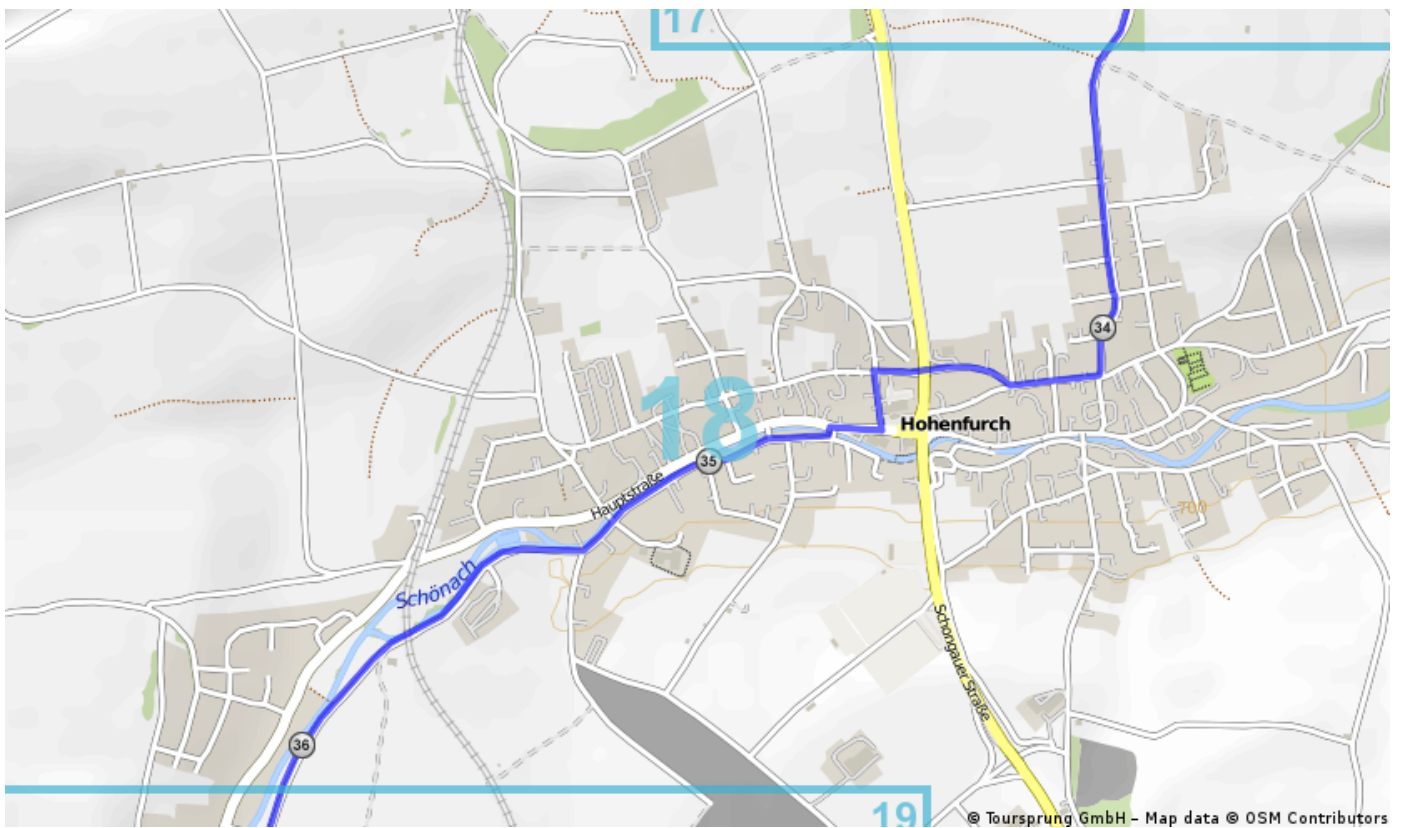 17
34
18
Hohenfurch
35
Hauptstraße
700
Schönach
Schongauer Straße
36
19
© Toursprung GmbH – Map data © OSM Contributors